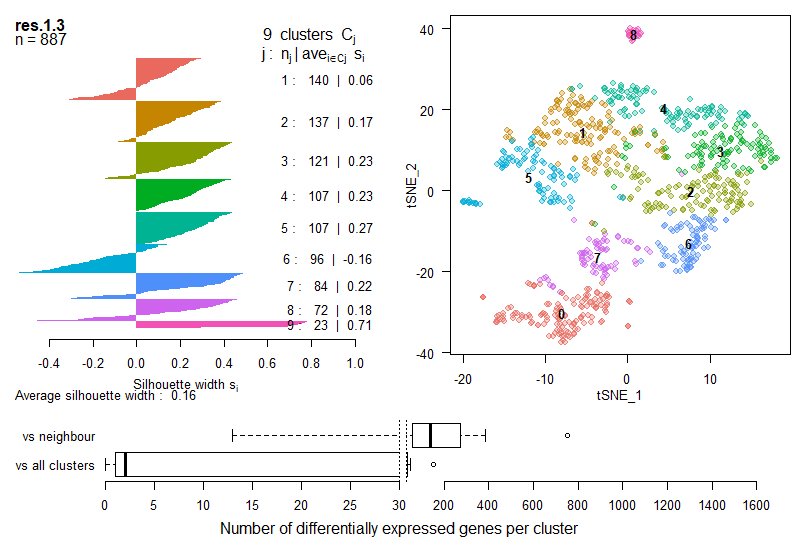 res.1.3
n = 887
9 clusters Cj
j : nj | avei∈Cj si
1 : 140 | 0.06
2 : 137 | 0.17
3 : 121 | 0.23
4 : 107 | 0.23
5 : 107 | 0.27
6 : 96 | -0.16
7 : 84 | 0.22
8 : 72 | 0.18
9 : 23 | 0.71
-0.4 -0.2 0.0 0.2 0.4 0.6 0.8 1.0
Silhouette width si
Average silhouette width : 0.16
40
20
0
-20
-40
tSNE_2
8
4
1
3
5
2
6
7
0
-20 -10 0 10
tSNE_1
vs neighbour
vs all clusters
0 5 10 15 20 25 30 200 400 600 800 1000 1200 1400 1600
Number of differentially expressed genes per cluster